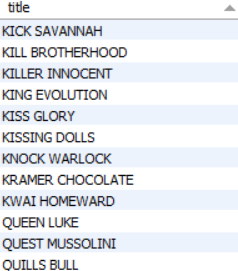 title
KICK SAVANNAH
KILL BROTHERHOOD
KILLER INNOCENT
KING EVOLUTION
KISS GLORY
KISSING DOLLS
KNOCK WARLOCK
KRAMER CHOCOLATE
KWAI HOMEWARD
QUEEN LUKE
QUEST MUSSOLINI
QUILLS BULL